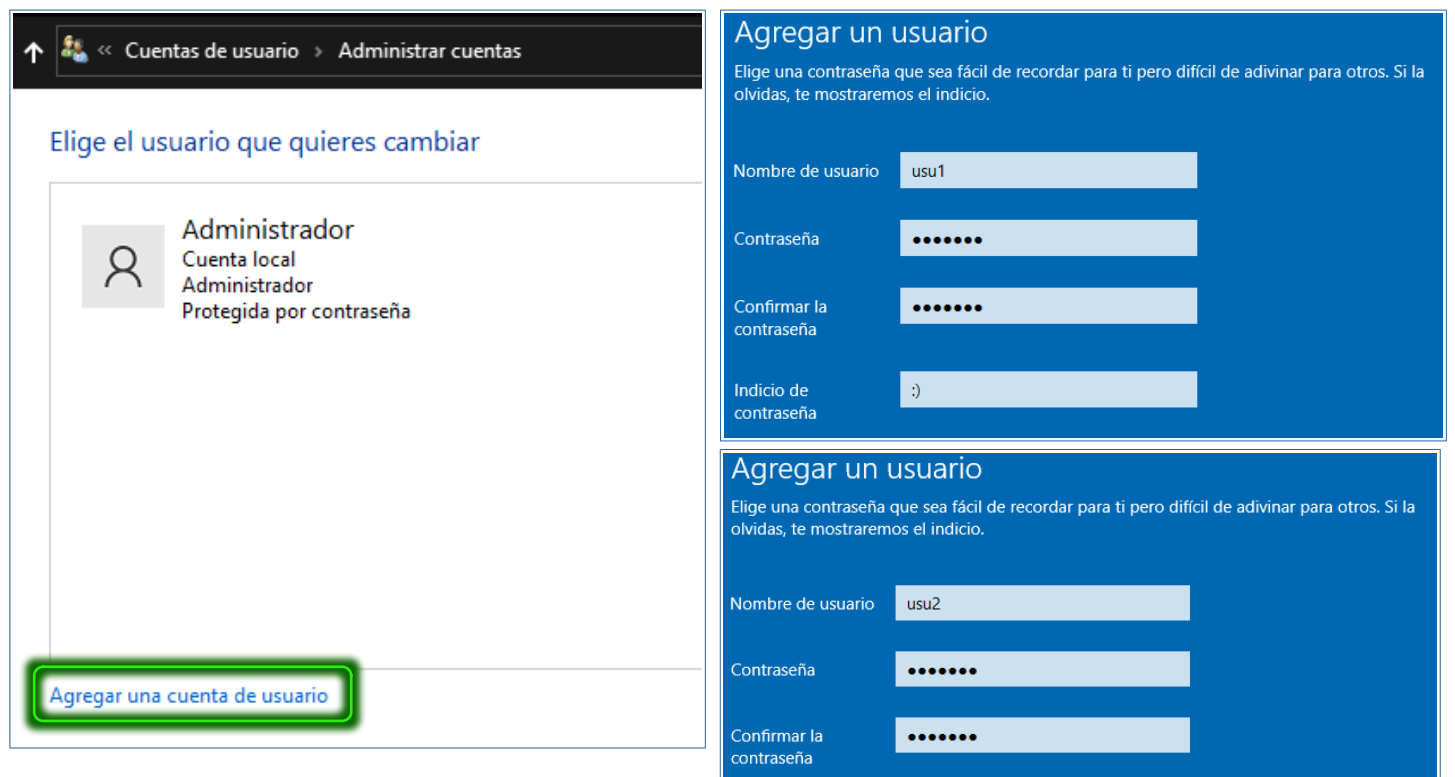 « Cuentas de usuario › Administrar cuentas
Elige el usuario que quieres cambiar
Administrador
Cuenta local
Administrador
Protegida por contraseña
Agregar una cuenta de usuario
Agregar un usuario
Elige una contraseña que sea fácil de recordar para ti pero difícil de adivinar para otros. Si la
olvidas, te mostraremos el indicio.
Nombre de usuario usu1
Contraseña •••••••
Confirmar la
contraseña •••••••
Indicio de
contraseña :)
Agregar un usuario
Elige una contraseña que sea fácil de recordar para ti pero difícil de adivinar para otros. Si la
olvidas, te mostraremos el indicio.
Nombre de usuario usu2
Contraseña •••••••
Confirmar la
contraseña •••••••